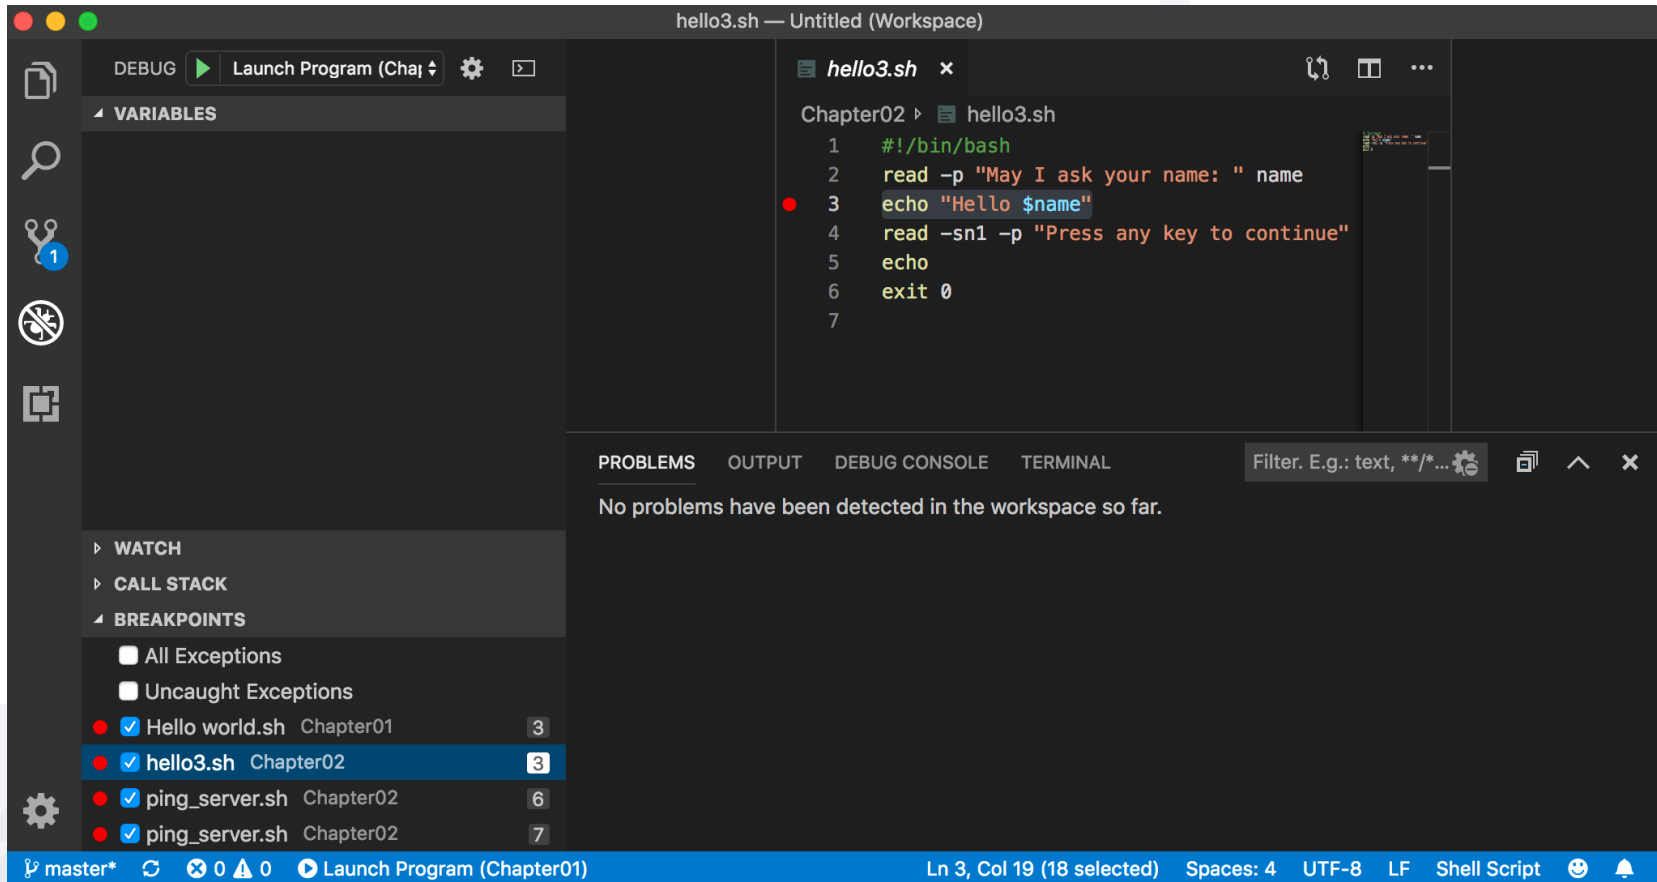 hello3.sh — Untitled (Workspace)
DEBUG Launch Program (Chap
VARIABLES
WATCH
CALL STACK
BREAKPOINTS
All Exceptions
Uncaught Exceptions
Hello world.sh Chapter01 3
hello3.sh Chapter02 3
ping_server.sh Chapter02 6
ping_server.sh Chapter02 7
1
hello3.sh
Chapter02 hello3.sh
1 #!/bin/bash
2 read -p "May I ask your name: " name
3 echo "Hello $name"
4 read -sn1 -p "Press any key to continue"
5 echo
6 exit 0
7
PROBLEMS OUTPUT DEBUG CONSOLE TERMINAL Filter. E.g.: text, **/*...
No problems have been detected in the workspace so far.
master* 0 0 Launch Program (Chapter01) Ln 3, Col 19 (18 selected) Spaces: 4 UTF-8 LF Shell Script